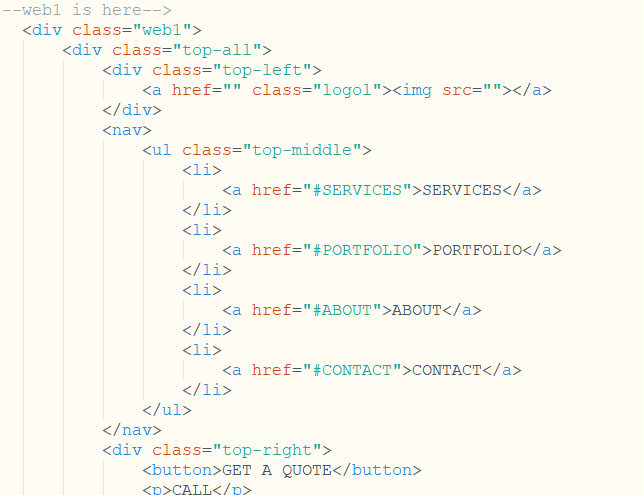 --web1 is here-->
<div class="web1">
<div class="top-all">
<div class="top-left">
<a href="" class="logol"><img src=""></a>
</div>
<nav>
<ul class="top-middle">
<li>
<a href="#SERVICES">SERVICES</a>
</li>
<li>
<a href="#PORTFOLIO">PORTFOLIO</a>
</li>
<li>
<a href="#ABOUT">ABOUT</a>
</li>
<li>
<a href="#CONTACT">CONTACT</a>
</li>
</ul>
</nav>
<div class="top-right">
<button>GET A QUOTE</button>
<p>CALL</p>